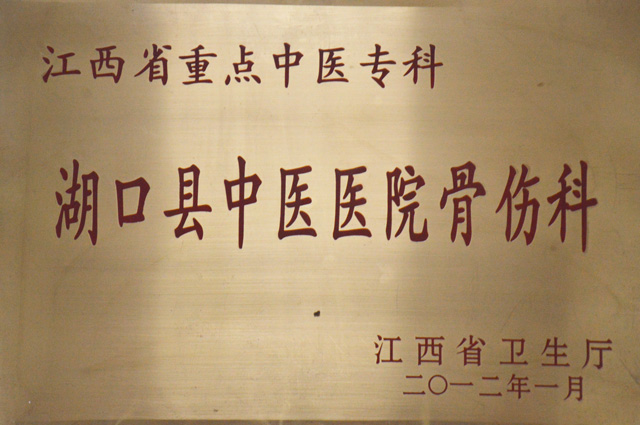 江西省重点中医专科
湖口县中医医院骨伤科
江西省卫生厅
二〇一二年一月